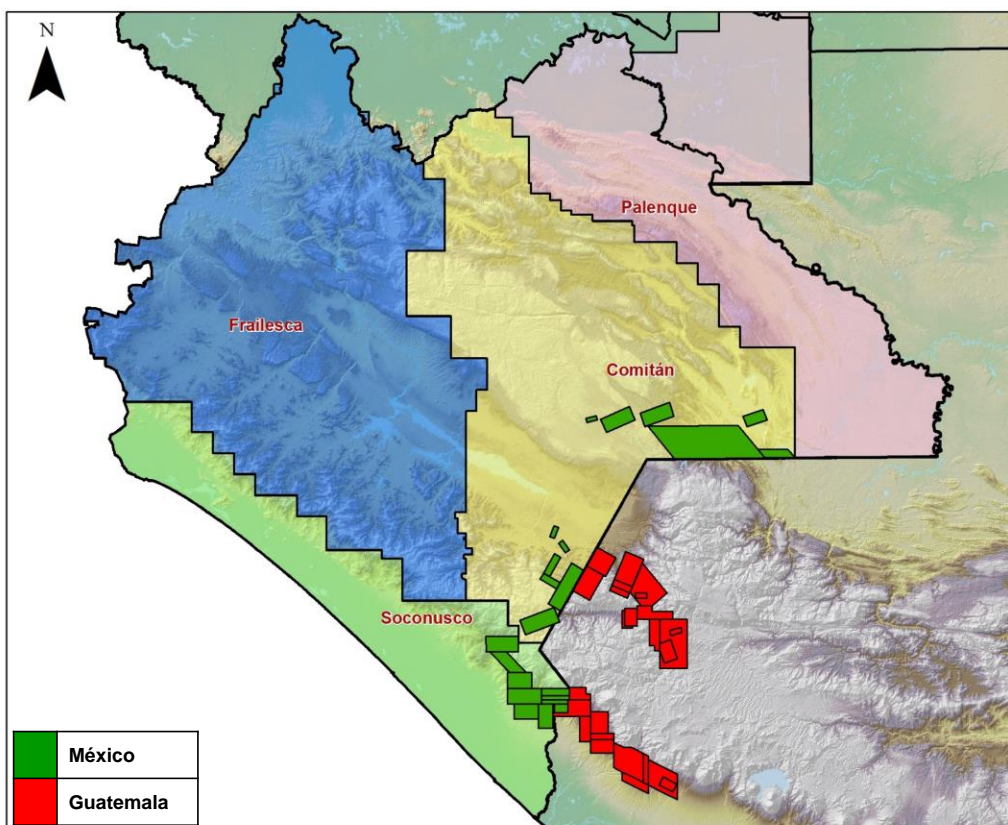 N
Palenque
Frailesca
Comitán
Soconusco
México
Guatemala